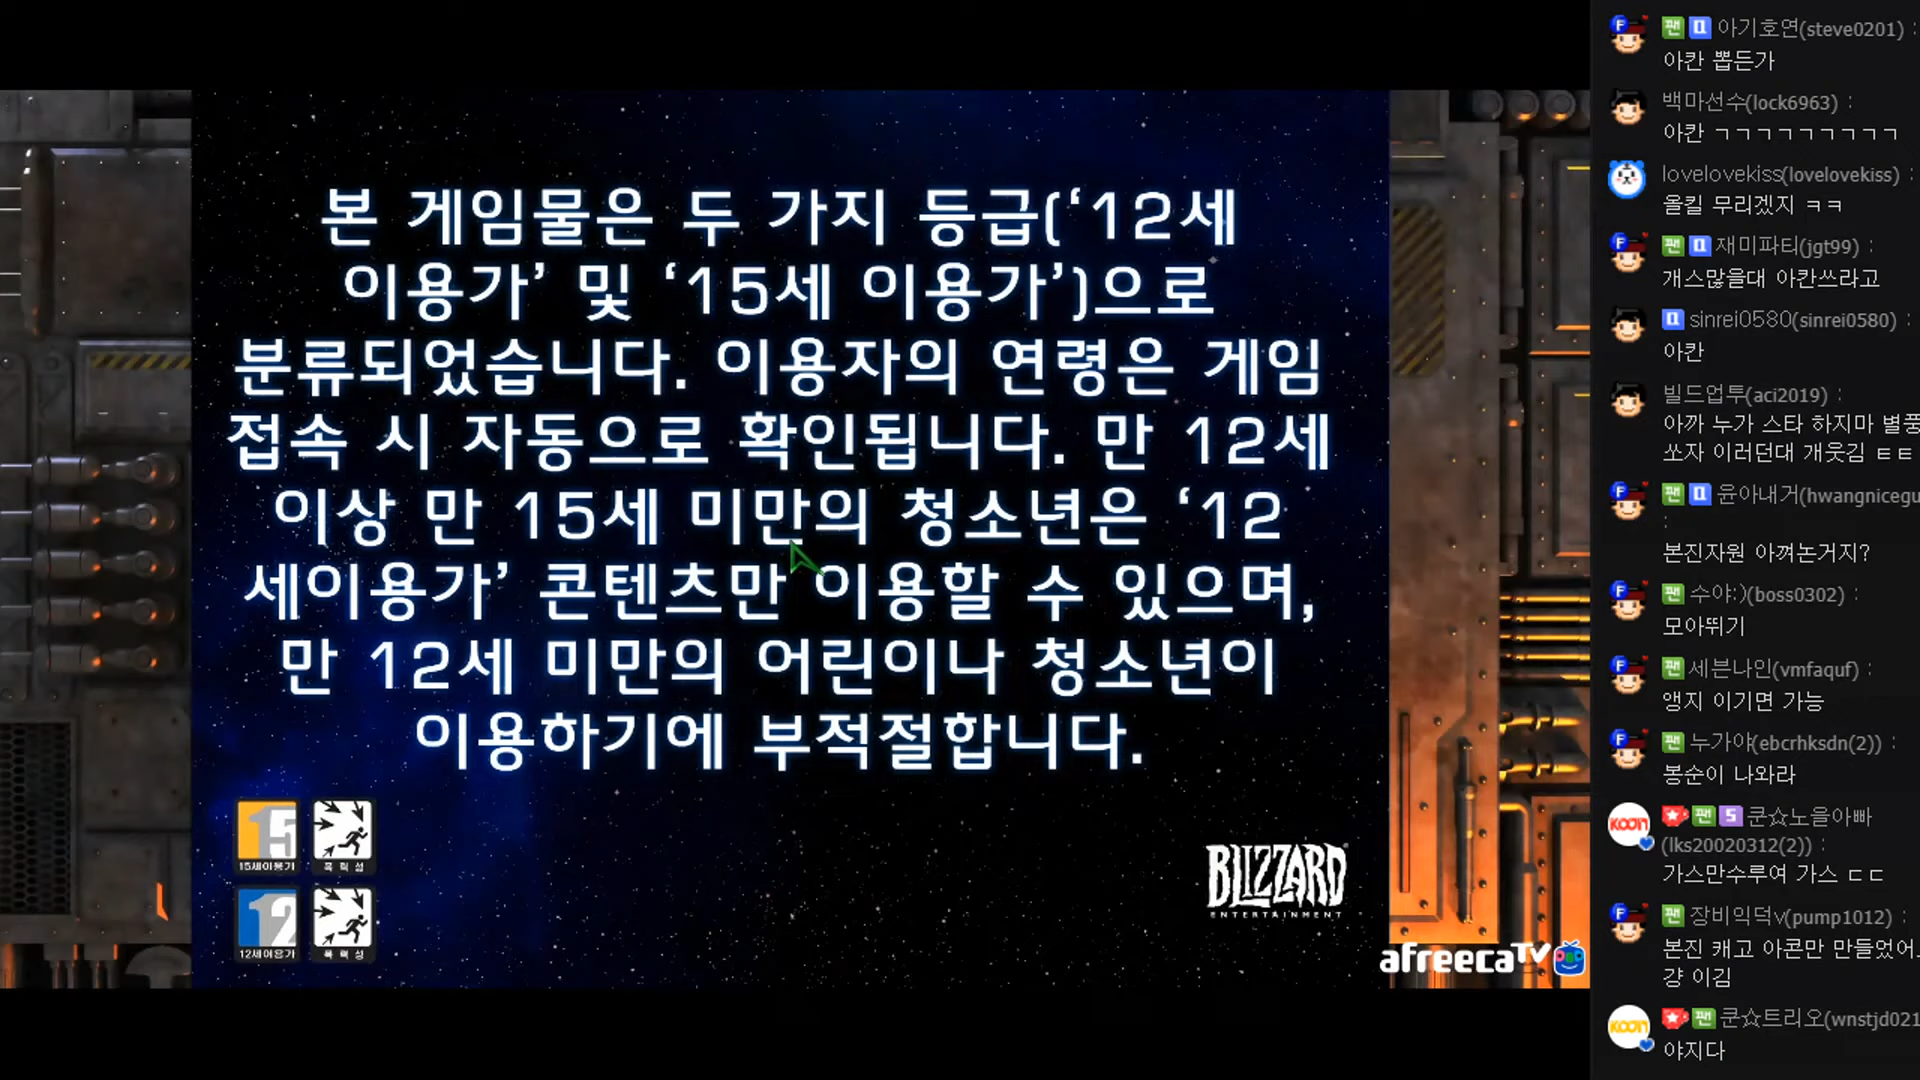 본 게임물은 두 가지 등급(‘12세
이용가’ 및 ‘15세 이용가’)으로
분류되었습니다. 이용자의 연령은 게임
접속 시 자동으로 확인됩니다. 만 12세
이상 만 15세 미만의 청소년은 ‘12
세이용가’ 콘텐츠만 이용할 수 있으며,
만 12세 미만의 어린이나 청소년이
이용하기에 부적절합니다.
15
15세이용가
폭력성
12
12세이용가
폭력성
BLIZZARD
ENTERTAINMENT
afreecaTV
F 팬 아기호연(steve0201) :
아칸 뽑든가
백마선수(lock6963) :
아칸 ㄱㄱㄱㄱㄱㄱㄱㄱㄱ
lovelovekiss(lovelovekiss) :
올킬 무리겠지 ㅋㅋ
F 팬 재미파티(jgt99) :
개스많을대 아칸쓰라고
sinrei0580(sinrei0580) :
아칸
빌드업투(aci2019) :
아까 누가 스타 하지마 별풍
쏘자 이러던대 개웃김 ㅌㅌ
F 팬 윤아내거(hwangnicegu
:
본진자원 아껴논거지?
F 팬 수야:)(boss0302) :
모아뛰기
F 팬 세븐나인(vmfaquf) :
앵지 이기면 가능
F 팬 누가야(ebcrhksdn(2)) :
봉순이 나와라
KOON 팬 S 쿤☆노을아빠
(lks20020312(2)) :
가스만수루여 가스 ㄷㄷ
F 팬 장비익덕v(pump1012) :
본진 캐고 아콘만 만들었어
걍 이김
KOON 팬 쿤☆트리오(wnstjd021
야지다